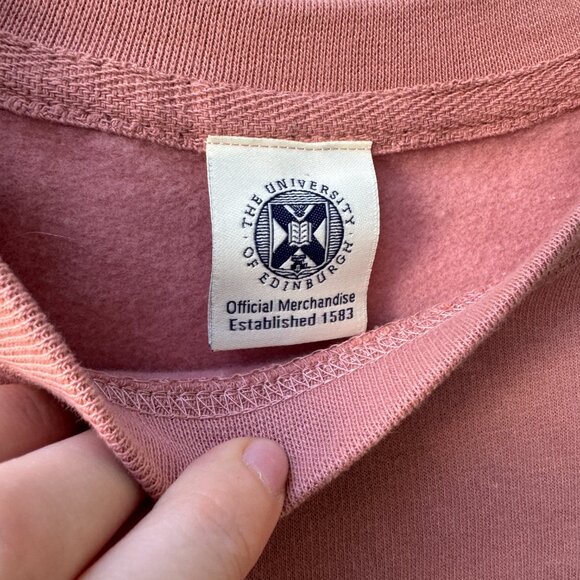 · THE UNIVERSITY ·
OF EDINBURGH
Official Merchandise
Established 1583